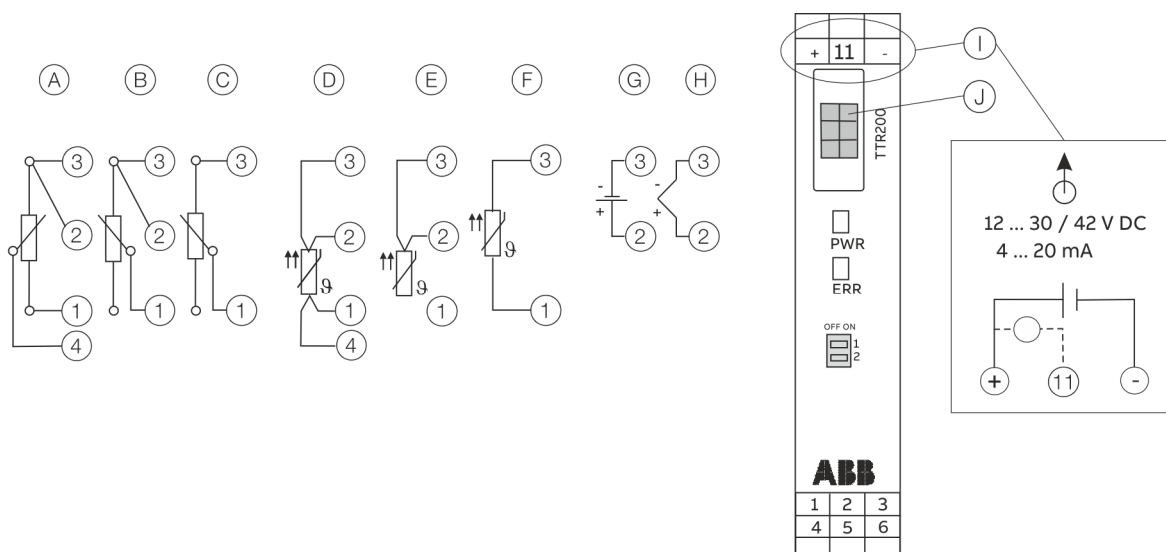 A B C D E F G H
3 3 3 3 3 3 3 3
2 2 2 2 2 2
1 1 1 1 1 1
4 4
ϑ ϑ ϑ
- +
- +
+ 11 -
I
J
TTR200
PWR
ERR
OFF ON
1
2
ABB
1 2 3
4 5 6
12 ... 30 / 42 V DC
4 ... 20 mA
+ 11 -